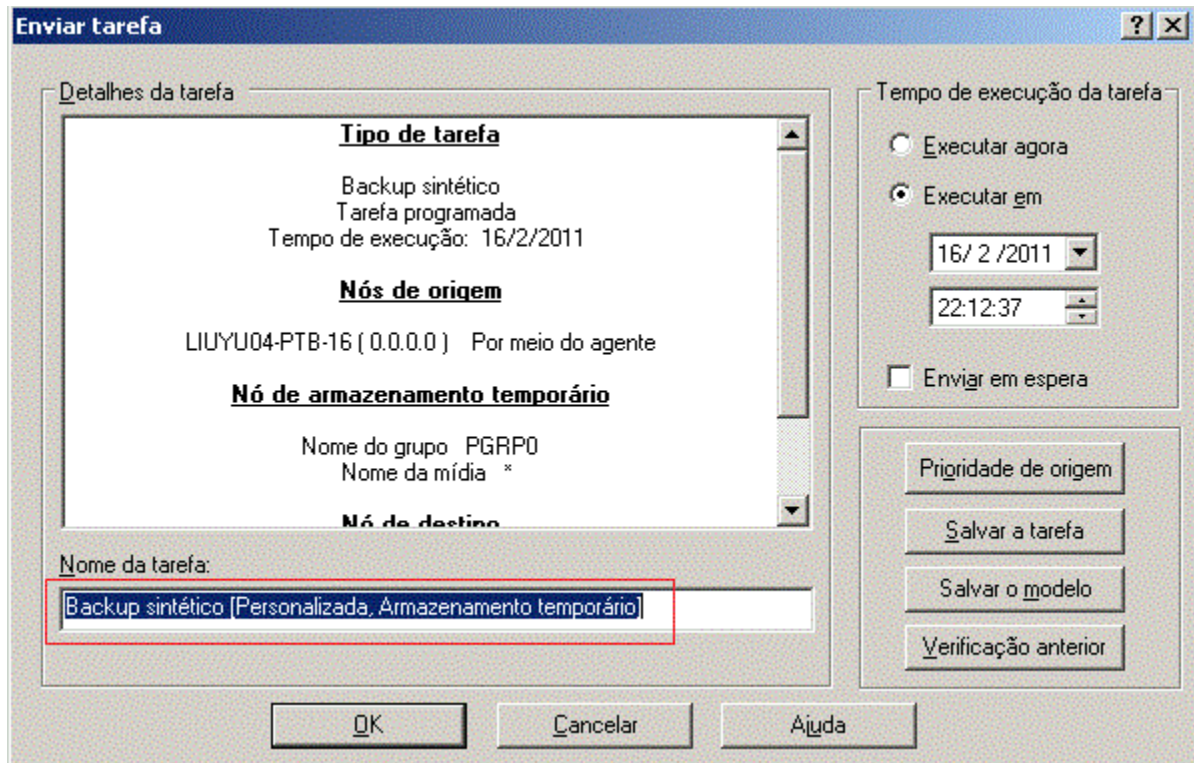 Enviar tarefa
Detalhes da tarefa
Tipo de tarefa
Backup sintético
Tarefa programada
Tempo de execução: 16/2/2011
Nós de origem
LIUYU04-PTB-16 ( 0.0.0.0 ) Por meio do agente
Nó de armazenamento temporário
Nome do grupo PGRP0
Nome da mídia *
Nó de destino
Nome da tarefa:
Backup sintético [Personalizada, Armazenamento temporário]
Tempo de execução da tarefa
Executar agora
Executar em
16/ 2 /2011
22:12:37
Enviar em espera
Prioridade de origem
Salvar a tarefa
Salvar o modelo
Verificação anterior
OK
Cancelar
Ajuda